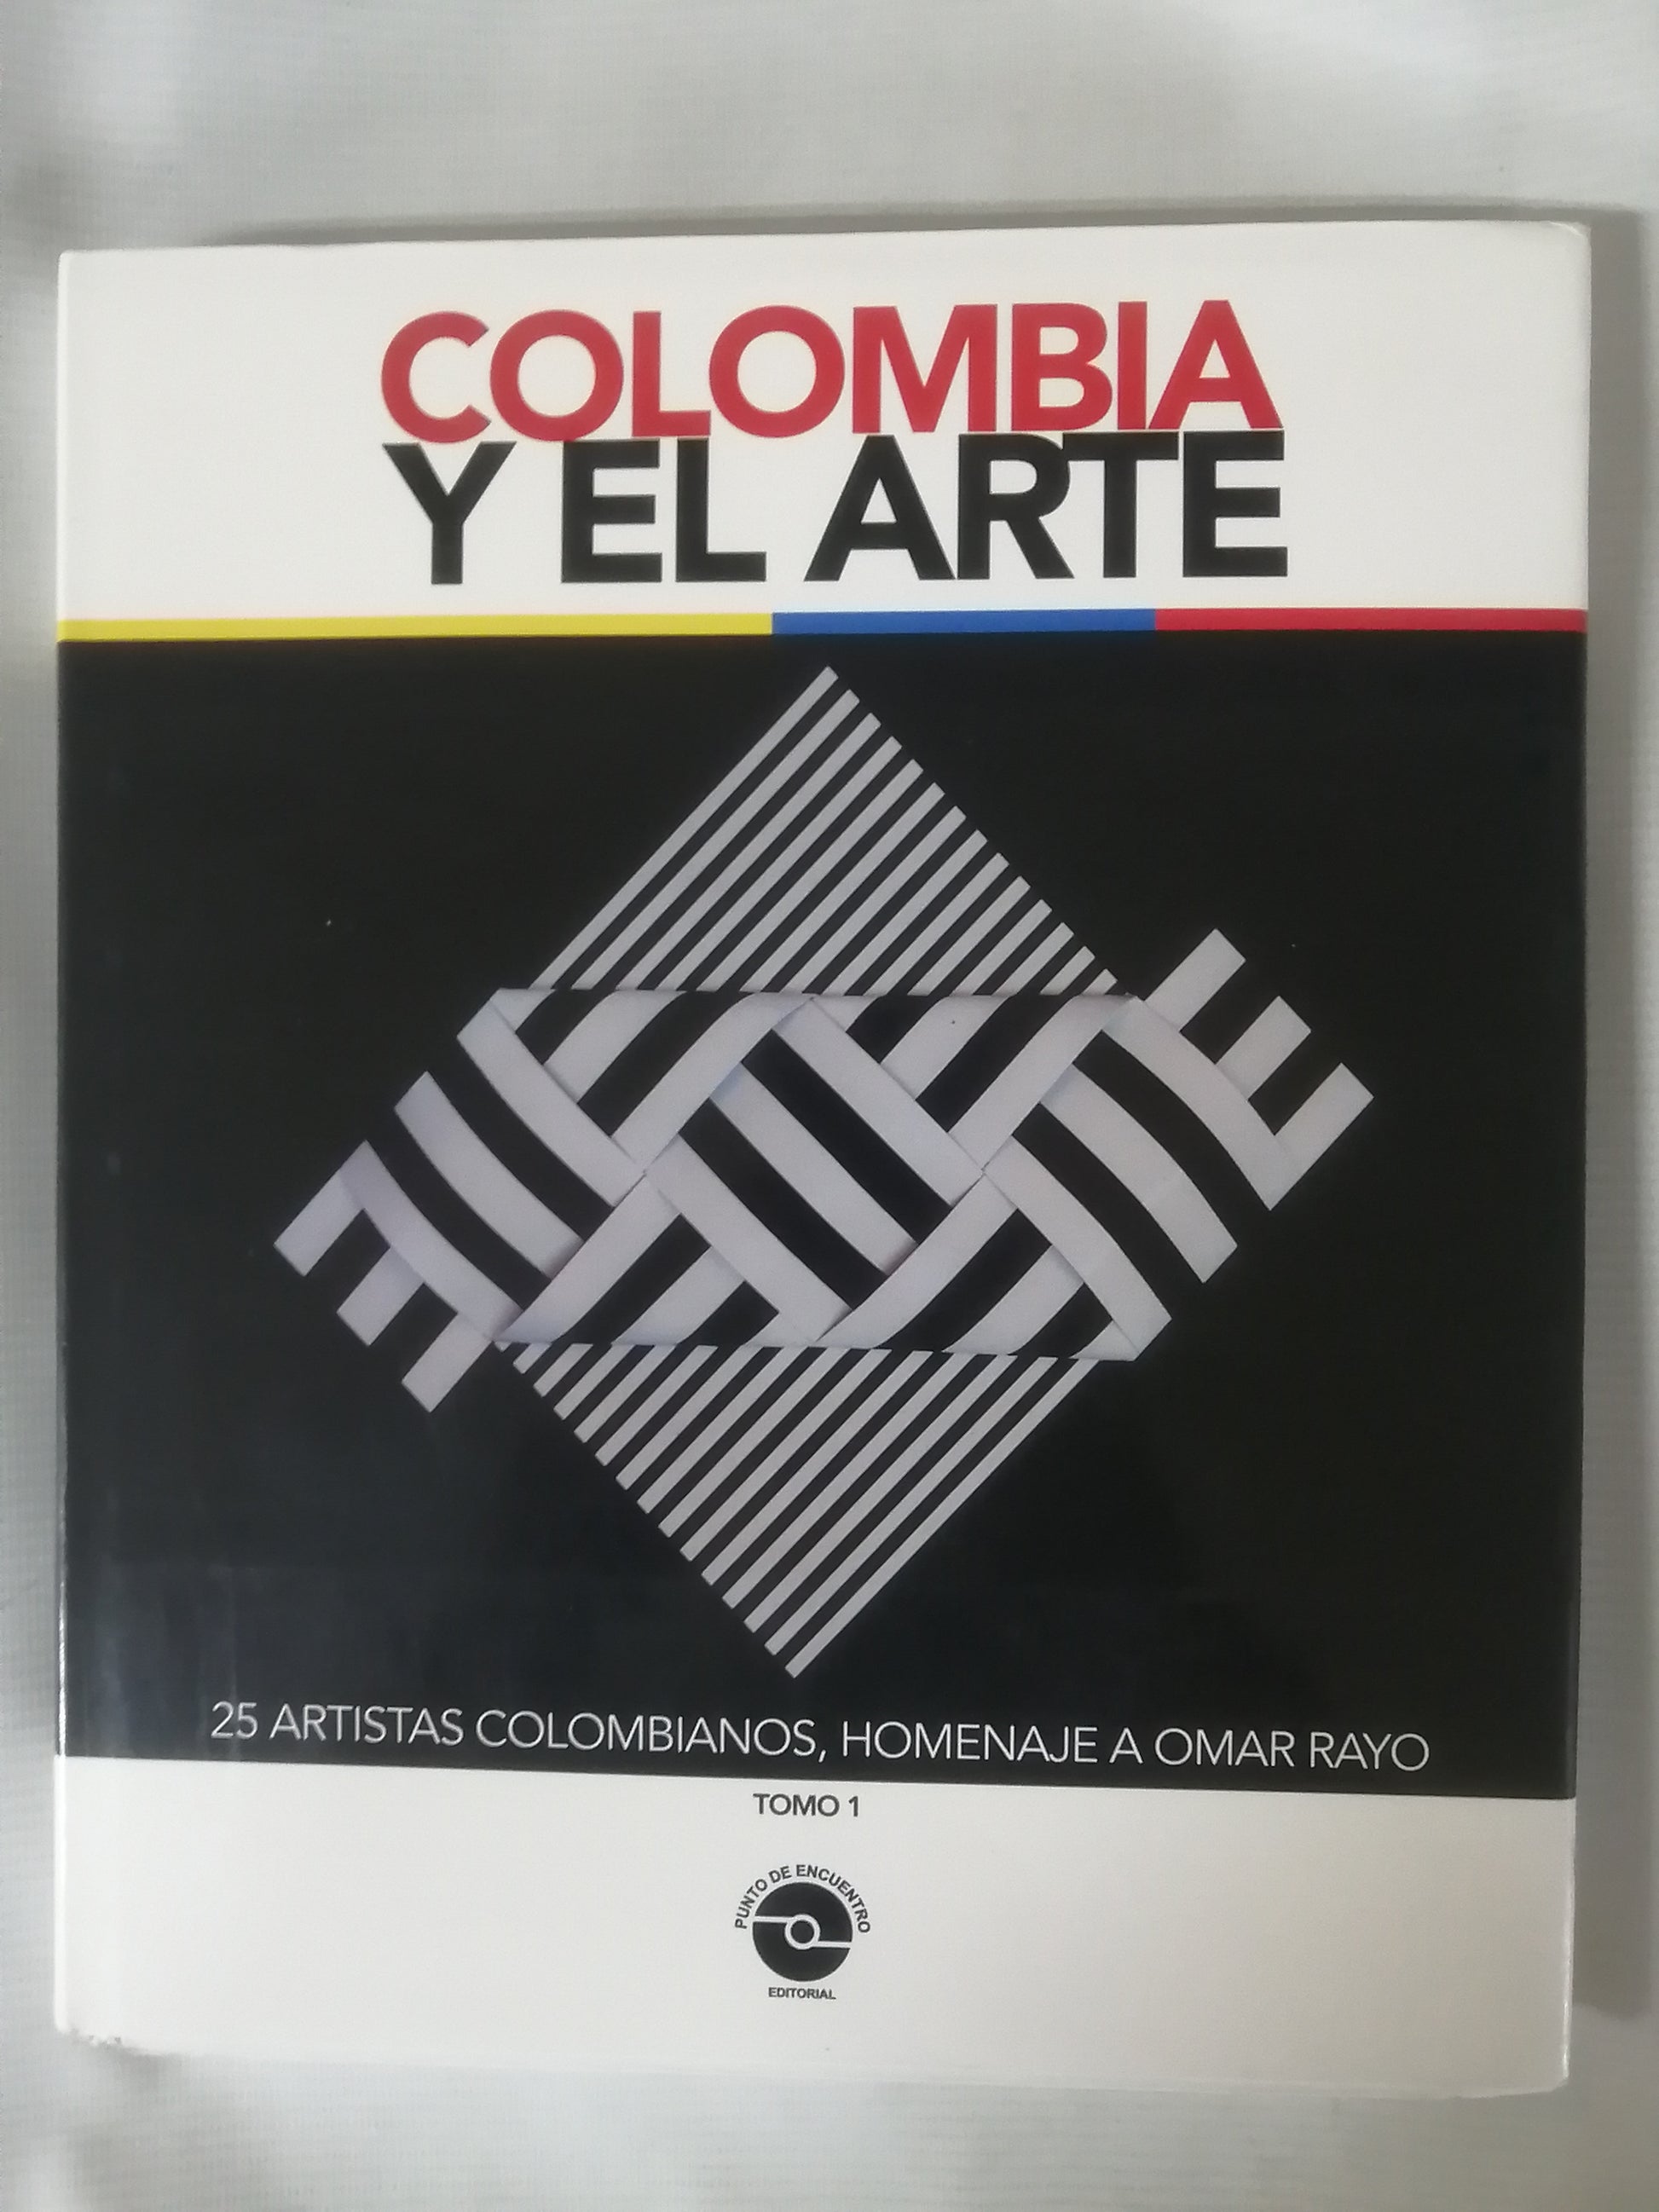 COLOMBIA
Y EL ARTE
25 ARTISTAS COLOMBIANOS, HOMENAJE A OMAR RAYO
TOMO 1
PUNTO DE ENCUENTRO
EDITORIAL